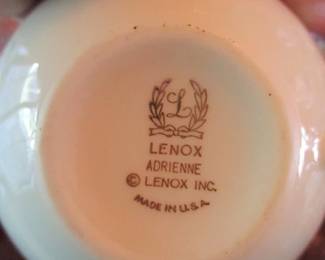 L
LENOX
ADRIENNE
© LENOX INC.
MADE IN U.S.A.